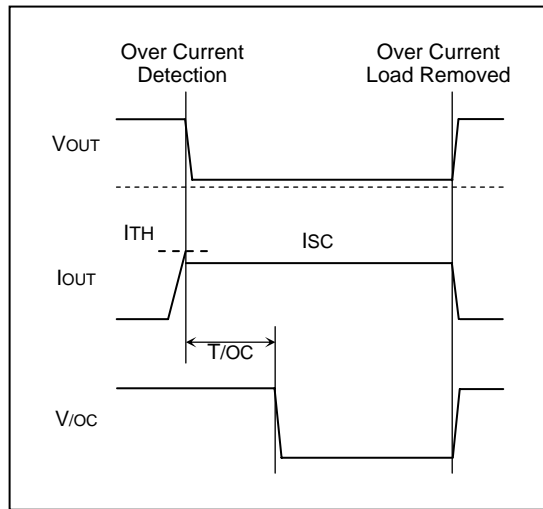 Over Current
Detection
Over Current
Load Removed
VOUT
ITH
ISC
IOUT
T/OC
V/OC